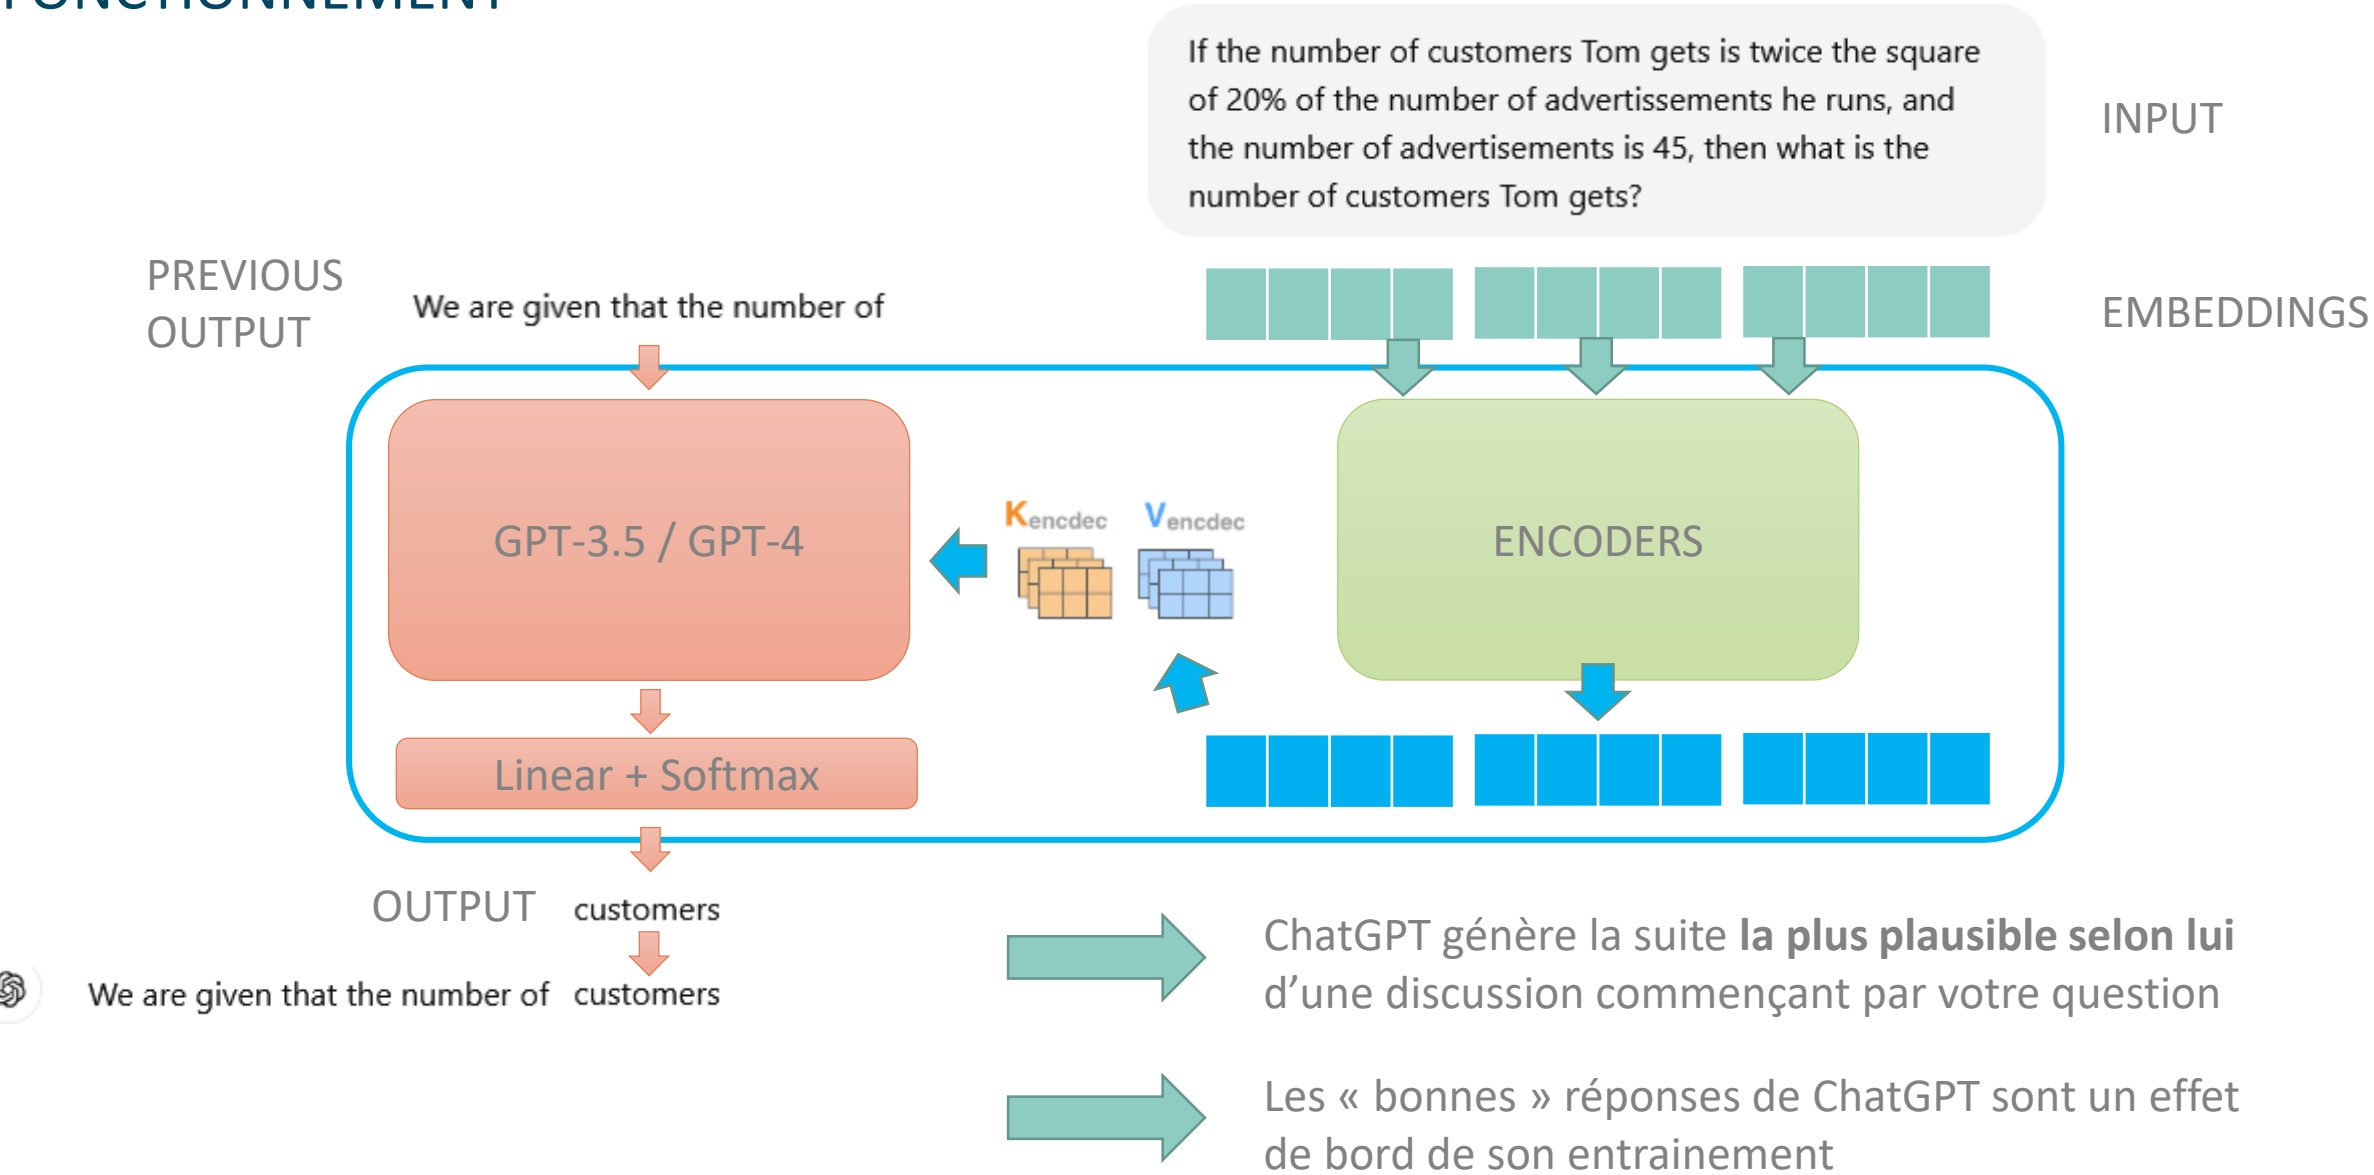 FONCTIONNEMENT
If the number of customers Tom gets is twice the square
of 20% of the number of advertissements he runs, and
the number of advertisements is 45, then what is the
number of customers Tom gets?
INPUT
PREVIOUS
OUTPUT
We are given that the number of
EMBEDDINGS
GPT-3.5 / GPT-4
Kencdec
Vencdec
ENCODERS
Linear + Softmax
OUTPUT
customers
We are given that the number of customers
ChatGPT génère la suite la plus plausible selon lui
d’une discussion commençant par votre question
Les « bonnes » réponses de ChatGPT sont un effet
de bord de son entrainement